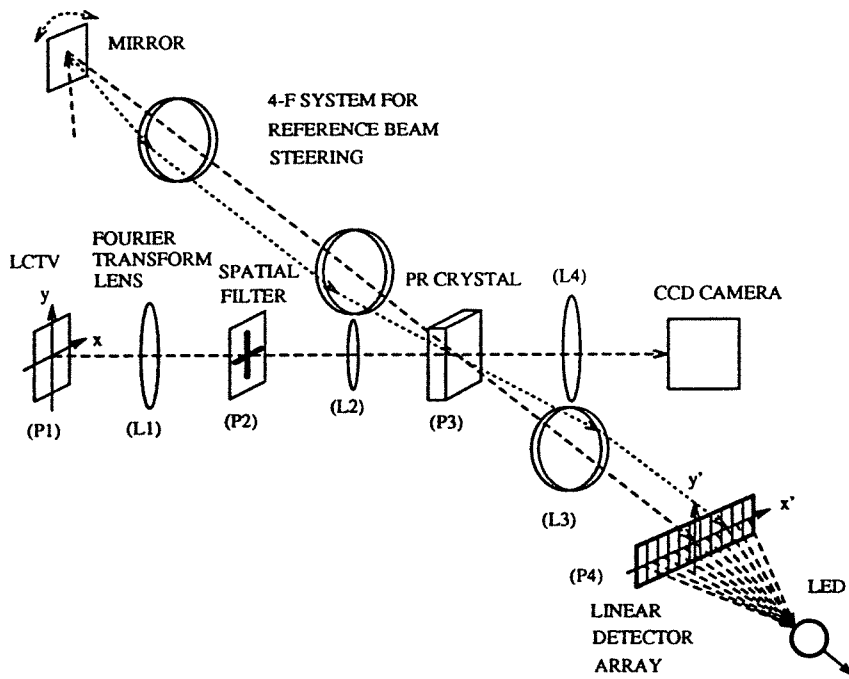 MIRROR
4-F SYSTEM FOR
REFERENCE BEAM
STEERING
FOURIER
TRANSFORM
LENS
LCTV
SPATIAL
FILTER
PR CRYSTAL
(L4)
CCD CAMERA
y
x
(P1)
(L1)
(P2)
(L2)
(P3)
(L3)
y'
x'
(P4)
LED
LINEAR
DETECTOR
ARRAY